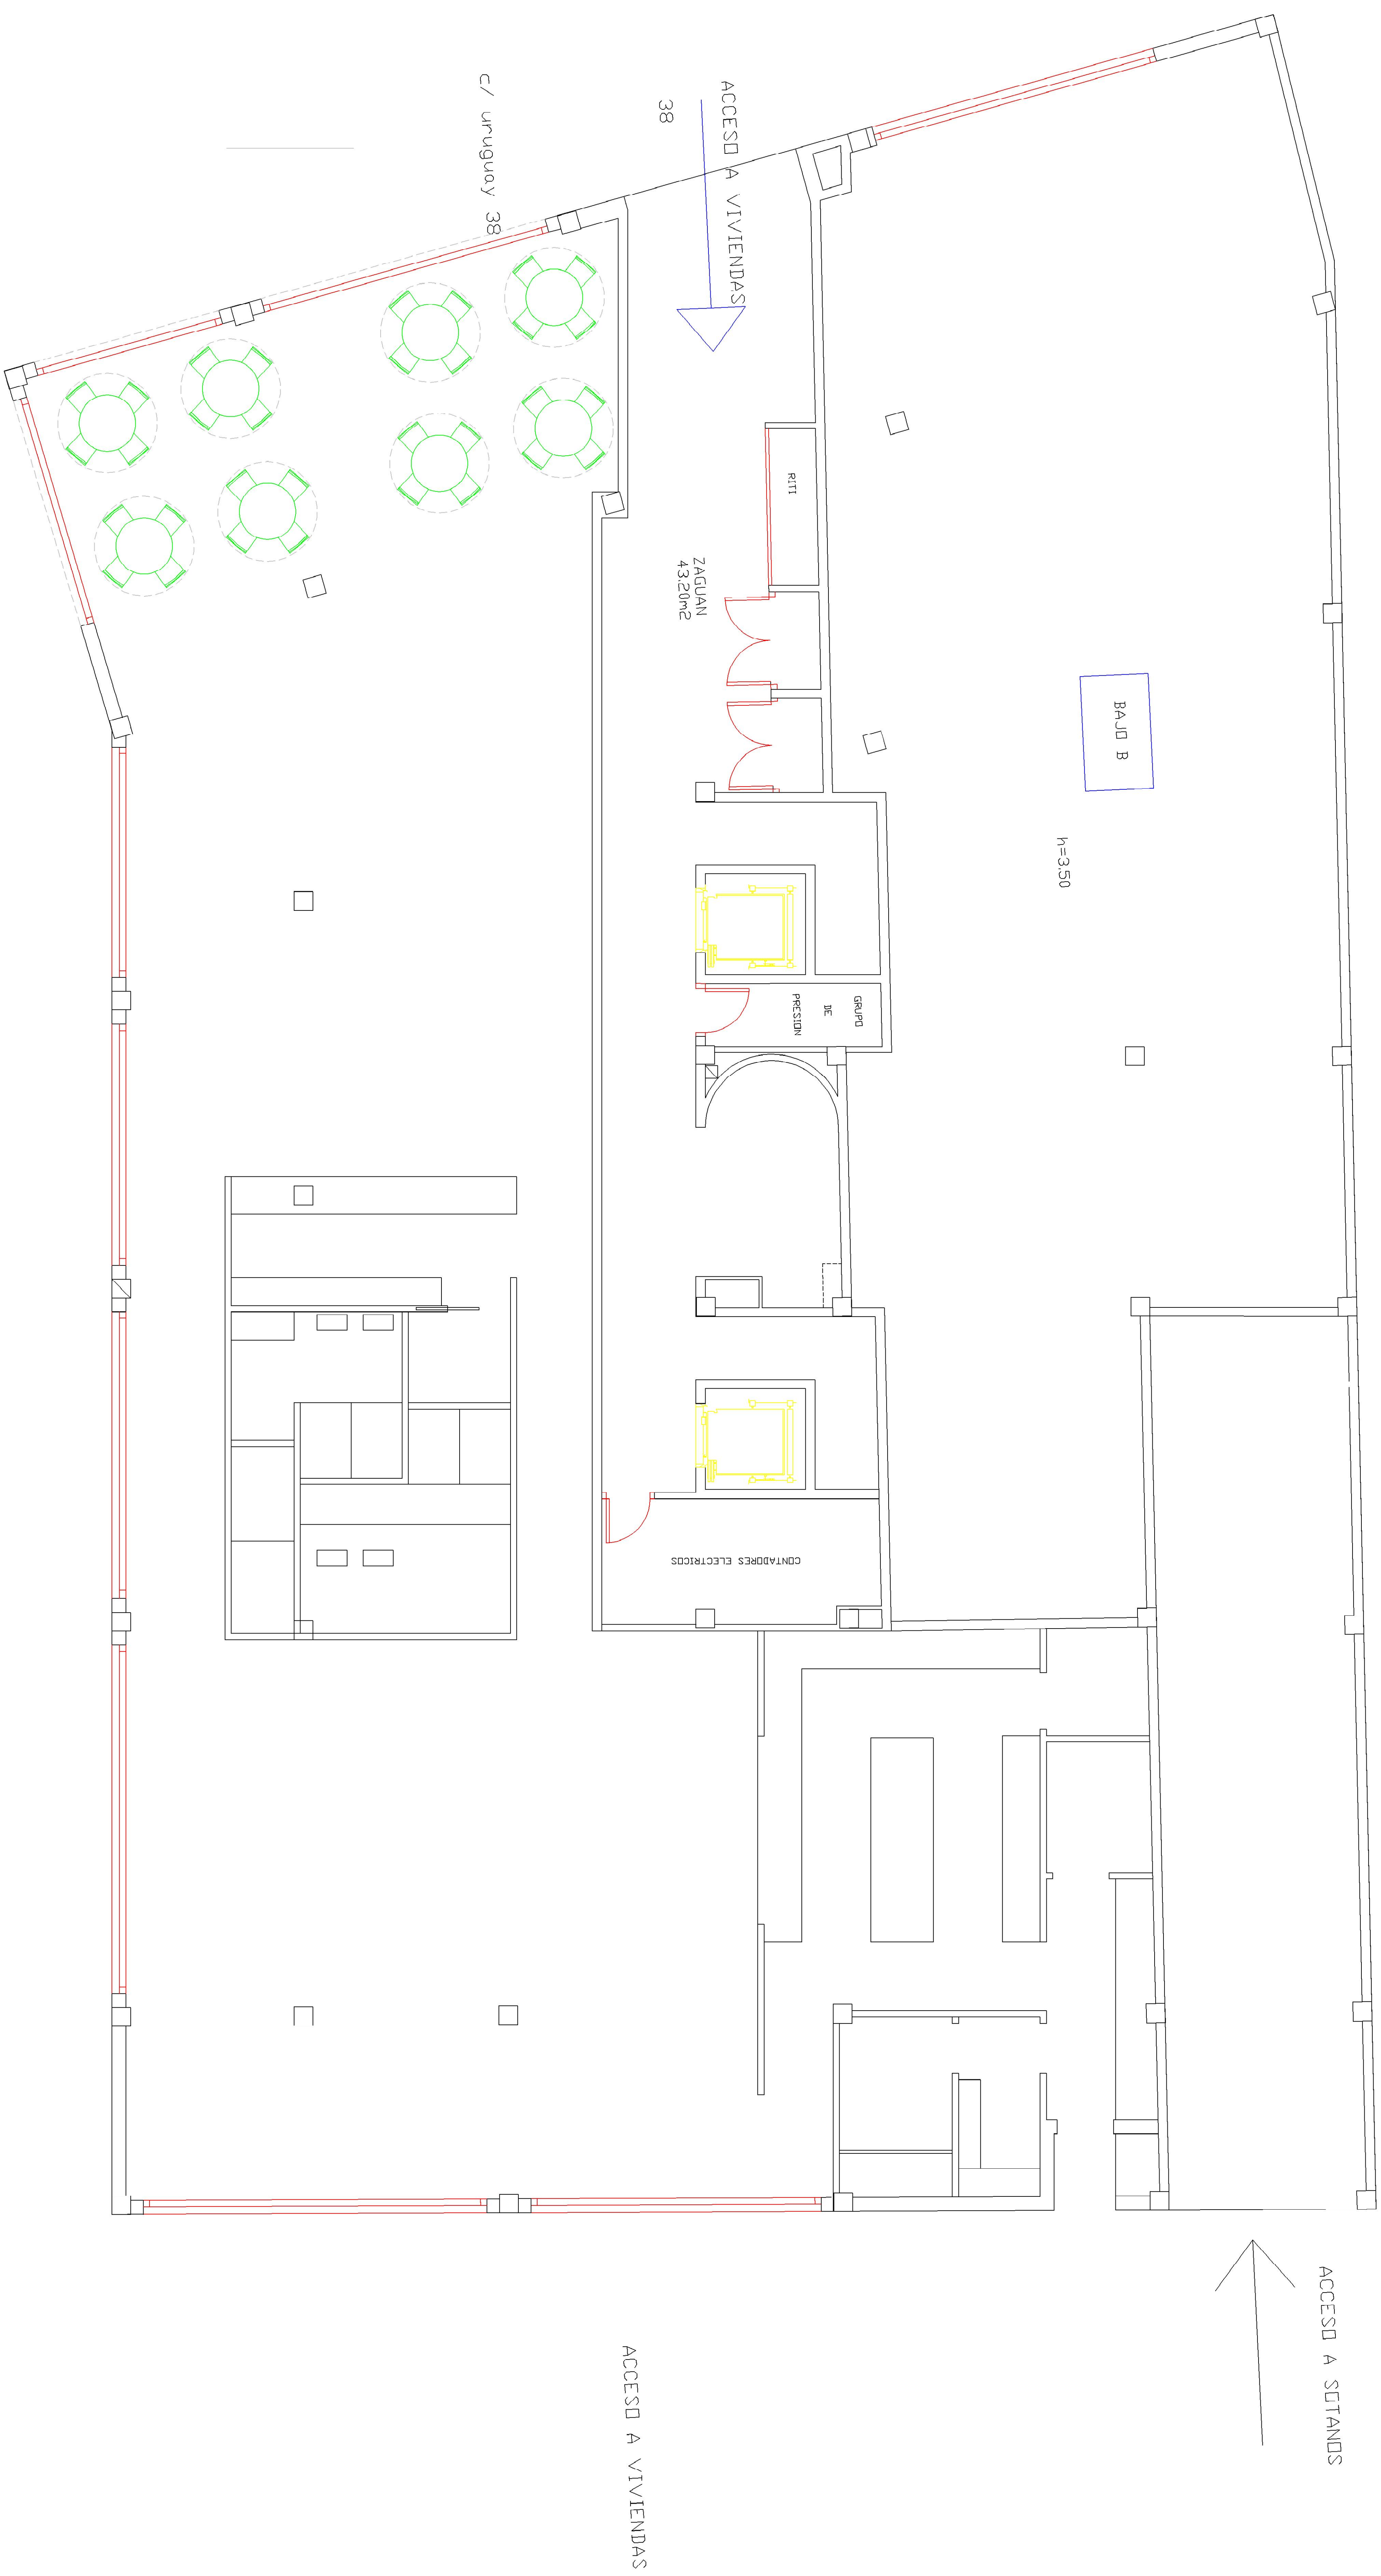 c/ uruguay 38
38
ACCESO A VIVIENDAS
RITI
ZAGUAN
43.20m2
BAJO B
h=3.50
GRUPO
DE
PRESION
CONTADORES ELECTRICOS
ACCESO A SOTANOS
ACCESO A VIVIENDAS